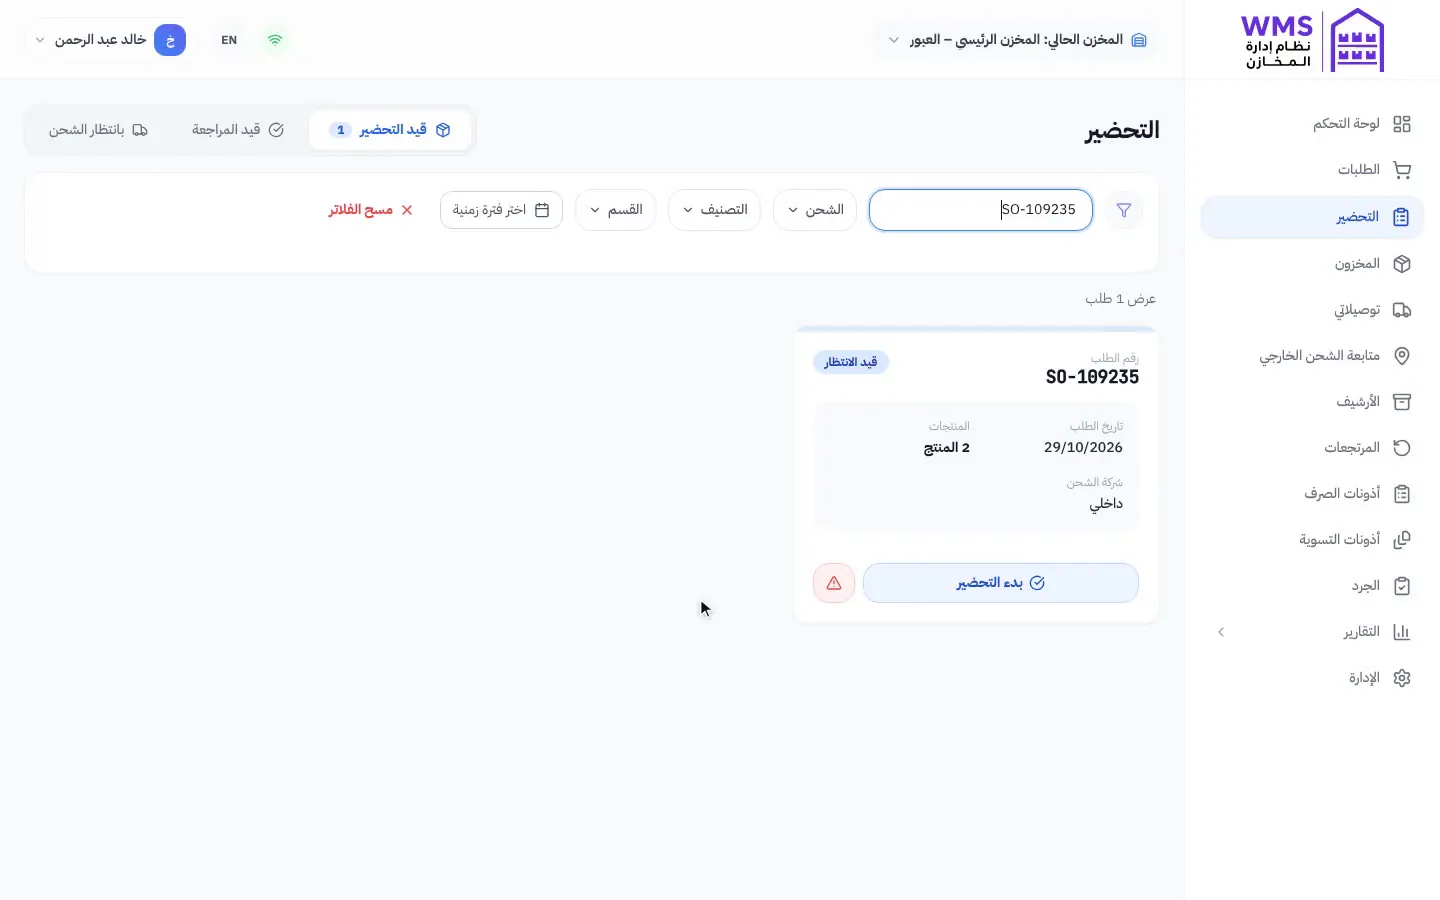 WMS
نظام إدارة
المـخـازن
المخزن الحالي: المخزن الرئيسي – العبور
EN
خ
خالد عبد الرحمن
لوحة التحكم
الطلبات
التحضير
المخزون
توصيلاتي
متابعة الشحن الخارجي
الأرشيف
المرتجعات
أذونات الصرف
أذونات التسوية
الجرد
التقارير
الإدارة
التحضير
قيد التحضير 1
قيد المراجعة
بانتظار الشحن
SO-109235
الشحن
التصنيف
القسم
اختر فترة زمنية
مسح الفلاتر
عرض 1 طلب
رقم الطلب
SO-109235
قيد الانتظار
تاريخ الطلب
29/10/2026
المنتجات
2 المنتج
شركة الشحن
داخلي
بدء التحضير